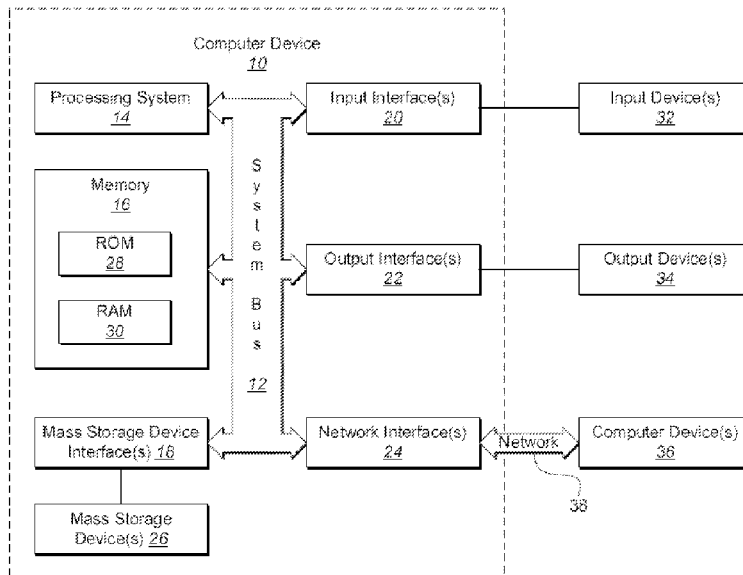 Computer Device
10
Processing System
14
Input Interface(s)
20
Input Device(s)
32
Memory
16
ROM
28
RAM
30
System Bus
12
Output Interface(s)
22
Output Device(s)
34
Mass Storage Device
Interface(s) 18
Network Interface(s)
24
Network
38
Computer Device(s)
36
Mass Storage
Device(s) 26